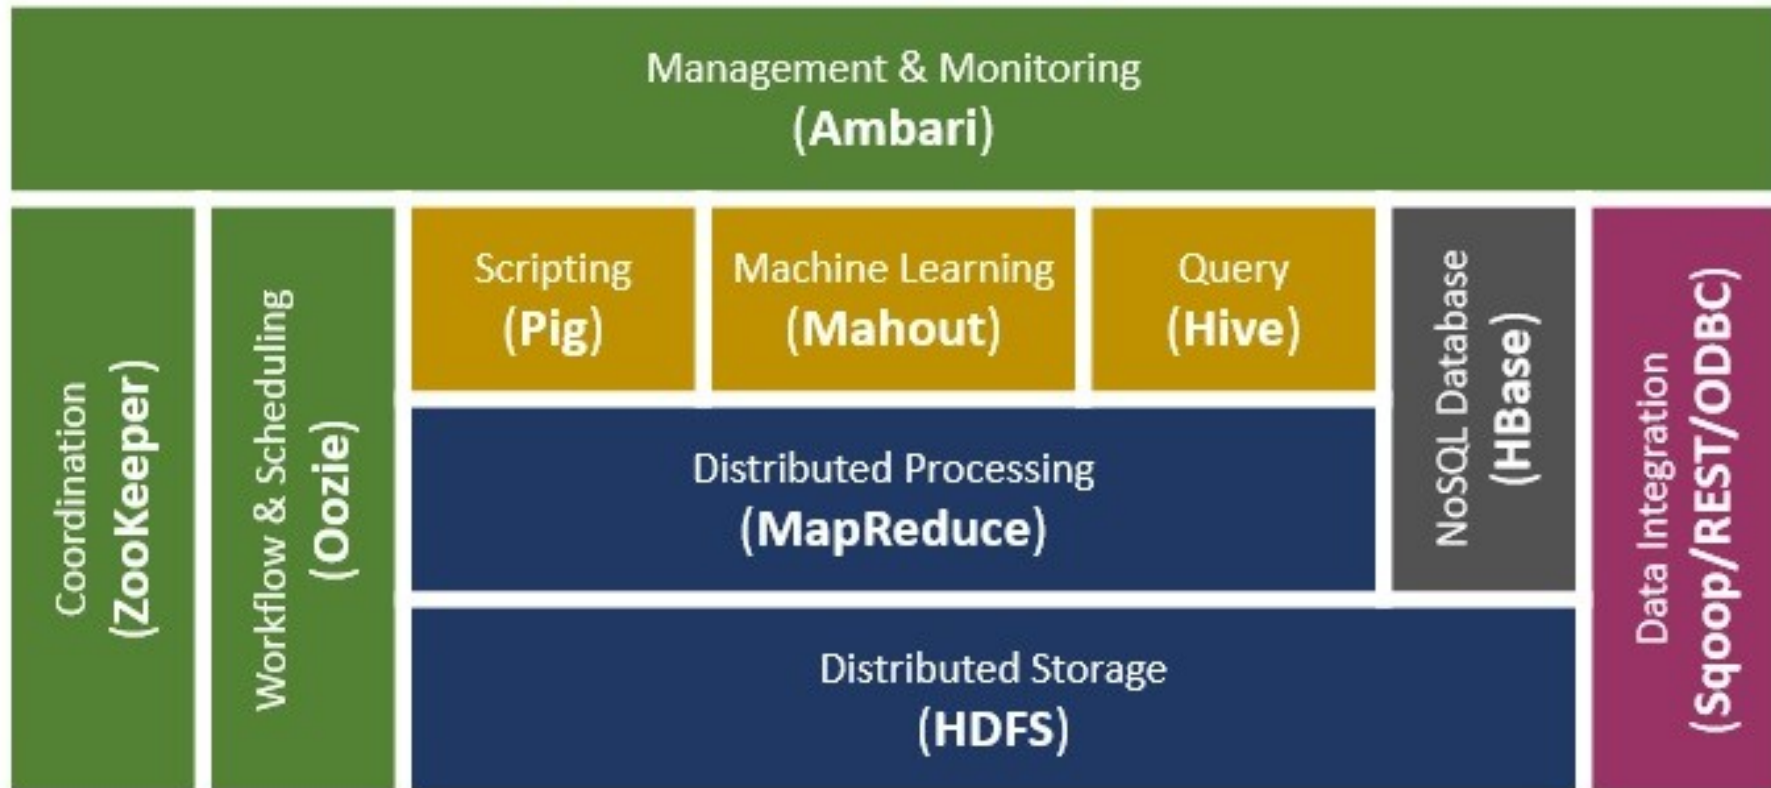 Management & Monitoring
(Ambari)
Coordination
(ZooKeeper)
Workflow & Scheduling
(Oozie)
Scripting
(Pig)
Machine Learning
(Mahout)
Query
(Hive)
NoSQL Database
(HBase)
Data Integration
(Sqoop/REST/ODBC)
Distributed Processing
(MapReduce)
Distributed Storage
(HDFS)